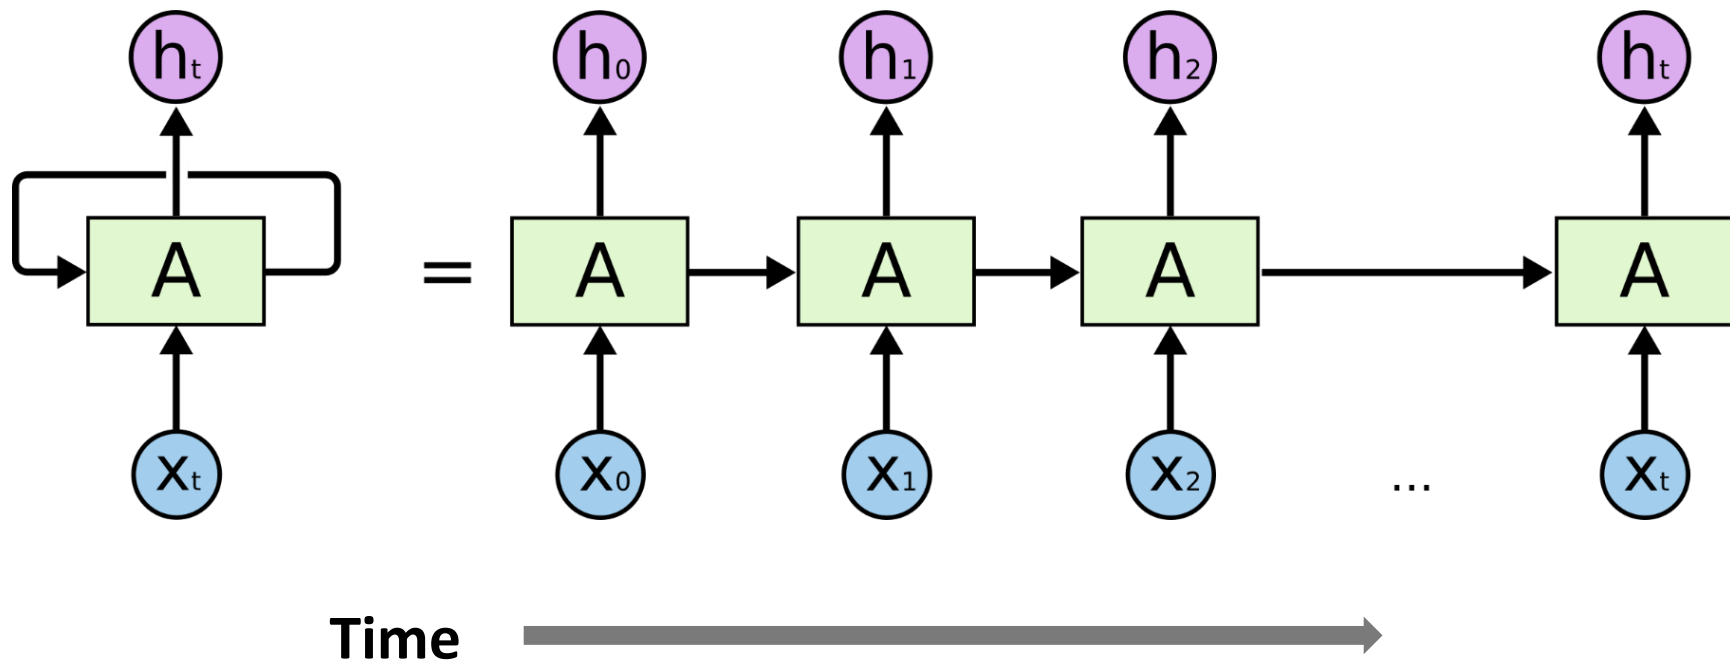 ht h0 h1 h2 ht
A = A A A A
xt x0 x1 x2 ... xt
Time